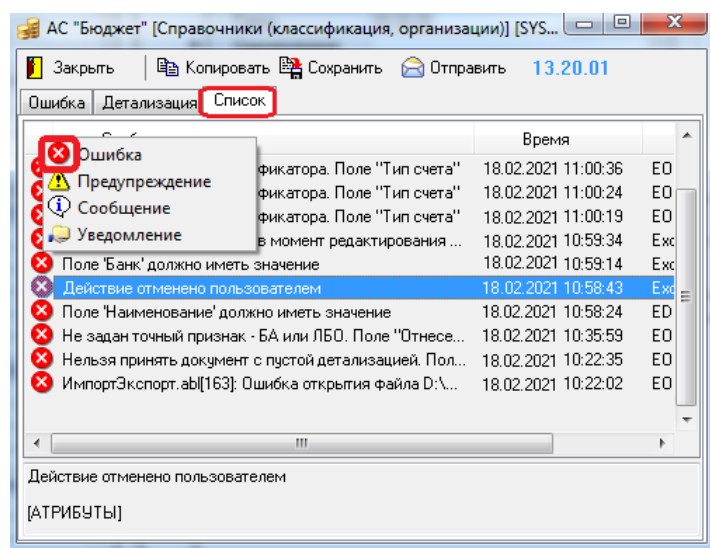 АС "Бюджет" [Справочники (классификация, организации)] [SYS...
Закрыть Копировать Сохранить Отправить 13.20.01
Ошибка Детализация Список
Время
Ошибка
Предупреждение
Сообщение
Уведомление
фикатора. Поле "Тип счета" 18.02.2021 11:00:36 EO
фикатора. Поле "Тип счета" 18.02.2021 11:00:24 EO
фикатора. Поле "Тип счета" 18.02.2021 11:00:19 EO
в момент редактирования ... 18.02.2021 10:59:34 Exc
Поле 'Банк' должно иметь значение 18.02.2021 10:59:14 Exc
Действие отменено пользователем 18.02.2021 10:58:43 Exc
Поле 'Наименование' должно иметь значение 18.02.2021 10:58:24 ED
Не задан точный признак - БА или ЛБО. Поле "Отнесе... 18.02.2021 10:35:59 EO
Нельзя принять документ с пустой детализацией. Пол... 18.02.2021 10:22:35 EO
ИмпортЭкспорт.abl[163]: Ошибка открытия файла D:\... 18.02.2021 10:22:02 EO
Действие отменено пользователем
[АТРИБУТЫ]